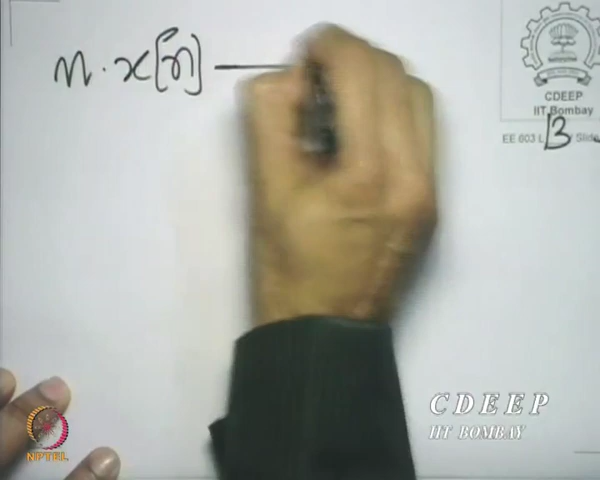 n · x[n] —
CDEEP
IIT Bombay
EE 603 L 13 Slide
CDEEP
IIT BOMBAY
NPTEL